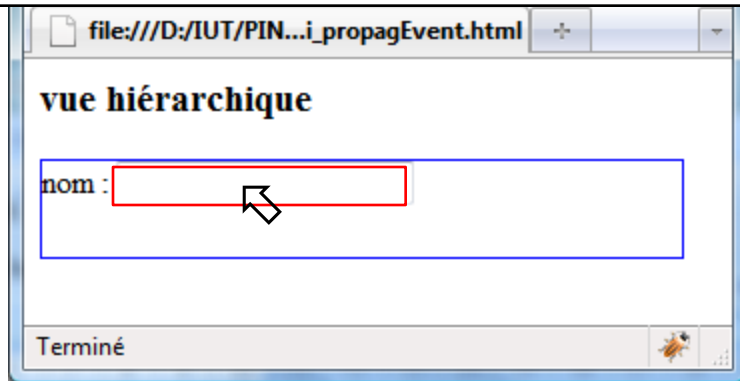 file:///D:/IUT/PIN...i_propagEvent.html
vue hiérarchique
nom :
Terminé